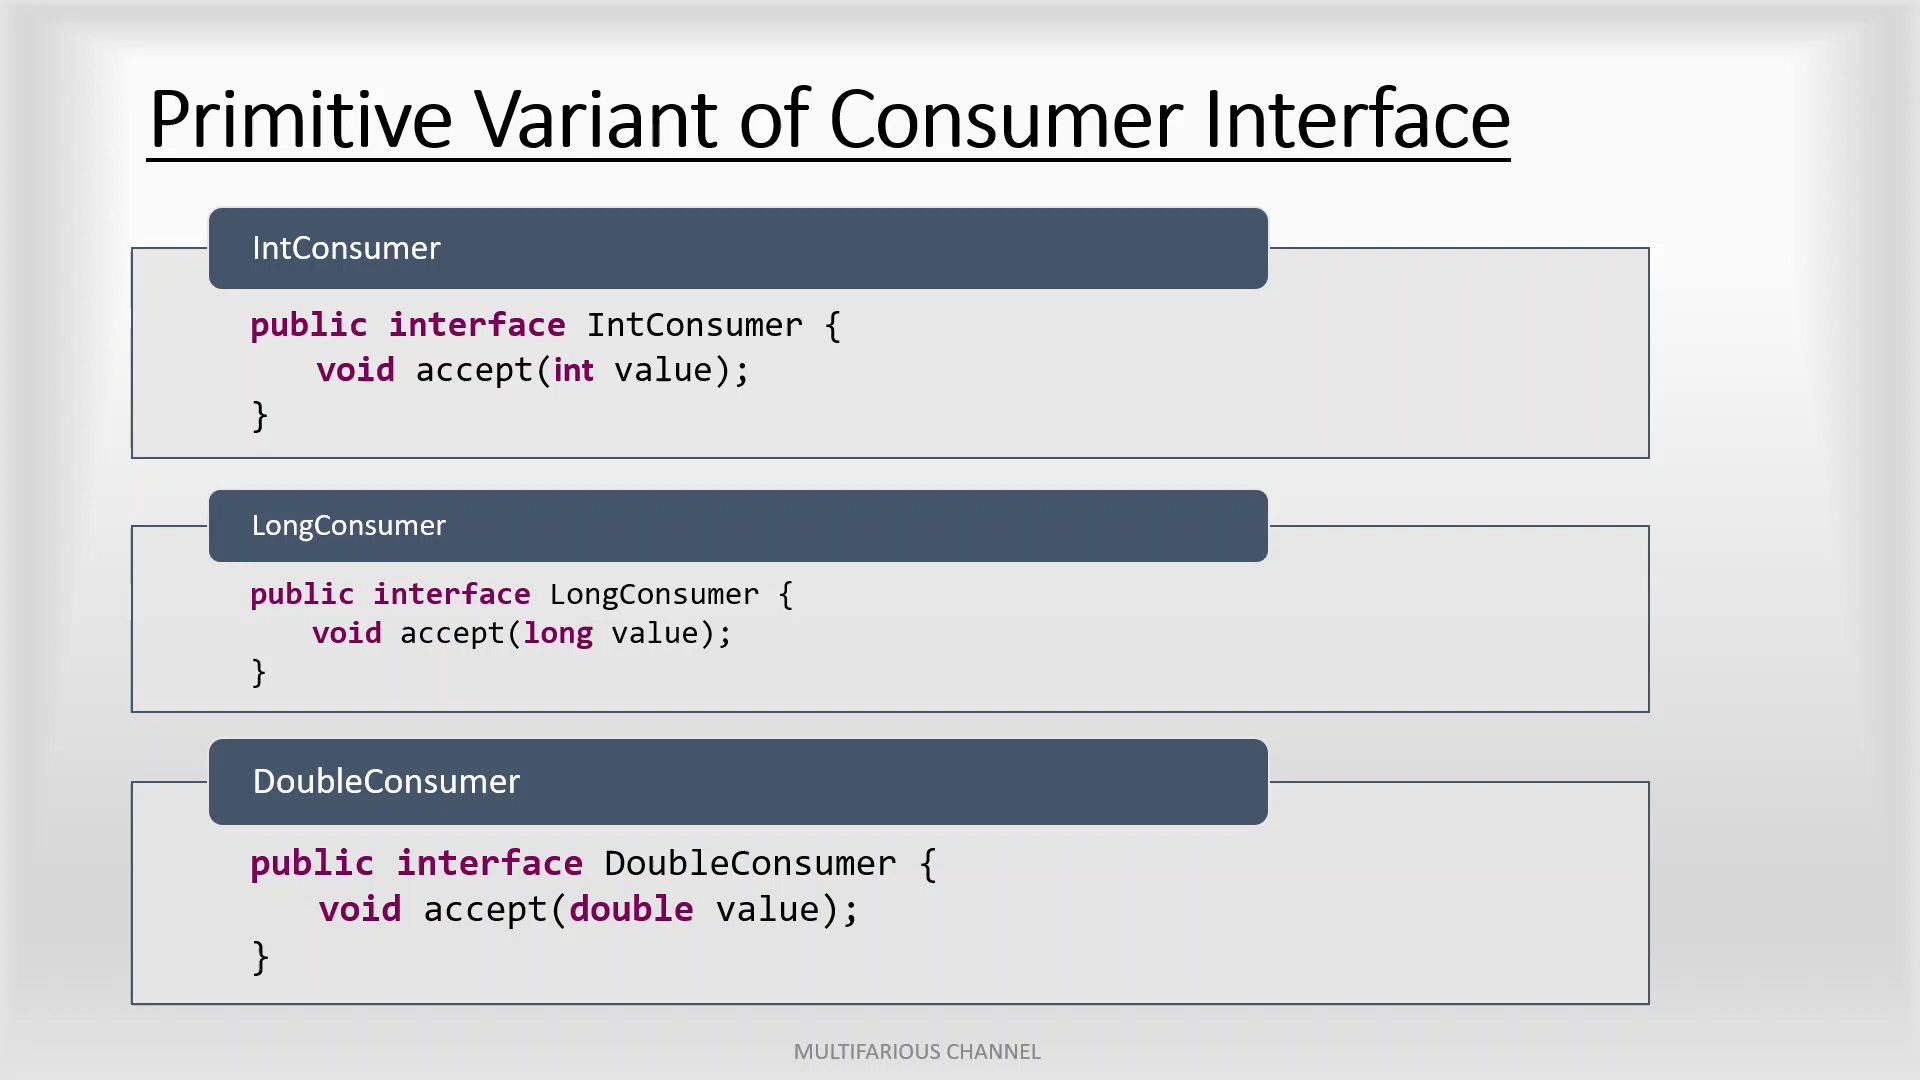 Primitive Variant of Consumer Interface
IntConsumer
public interface IntConsumer {
void accept(int value);
}
LongConsumer
public interface LongConsumer {
void accept(long value);
}
DoubleConsumer
public interface DoubleConsumer {
void accept(double value);
}
MULTIFARIOUS CHANNEL